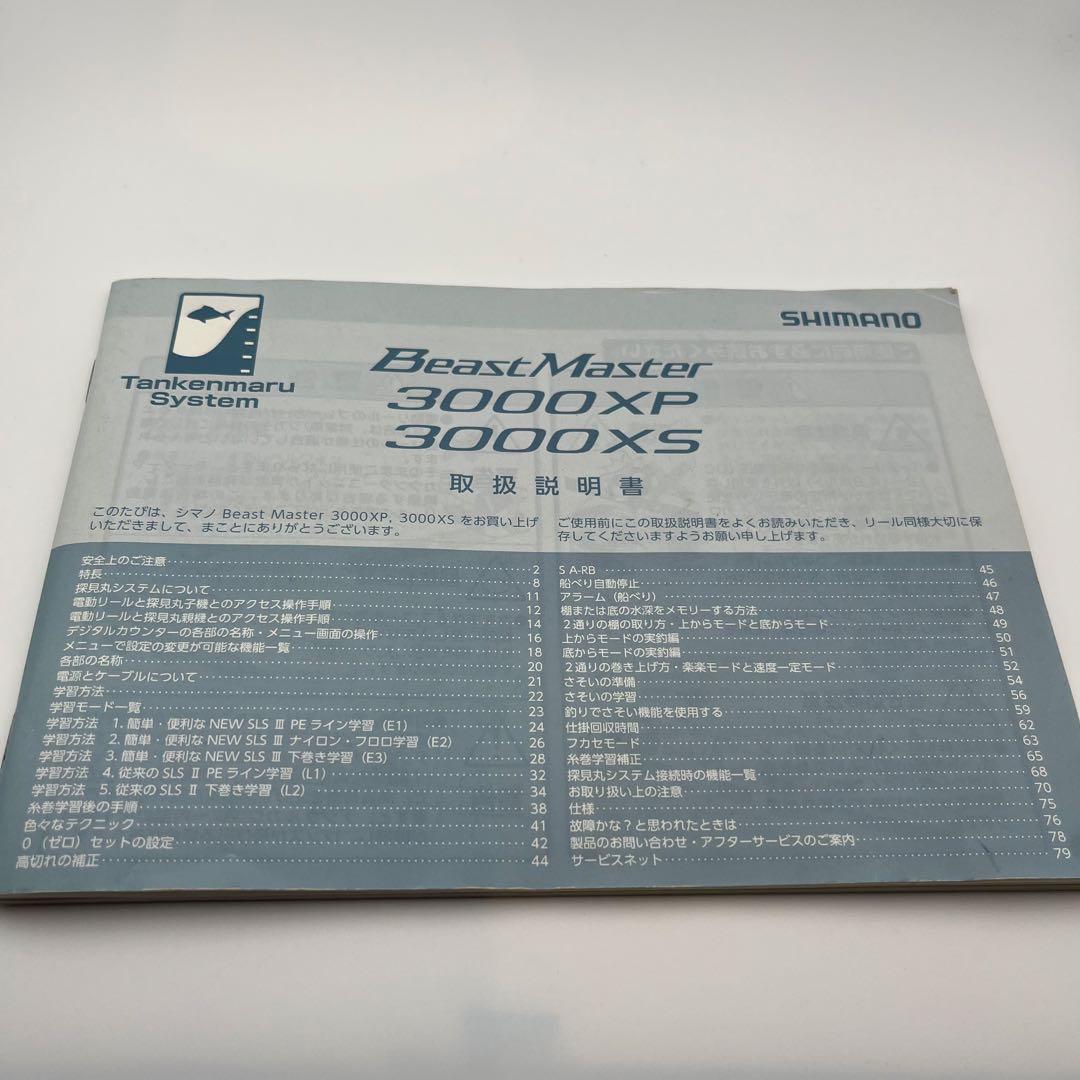 Tankenmaru
System
SHIMANO
BeastMaster
3000XP
3000XS
取扱説明書
このたびは、シマノ Beast Master 3000XP, 3000XS をお買い上げ
いただきまして、まことにありがとうございます。
ご使用前にこの取扱説明書をよくお読みいただき、リール同様大切に保
存してくださいますようお願い申し上げます。
安全上のご注意 2
特長 8
探見丸システムについて 11
電動リールと探見丸子機とのアクセス操作手順 12
電動リールと探見丸親機とのアクセス操作手順 14
デジタルカウンターの各部の名称・メニュー画面の操作 16
メニューで設定の変更が可能な機能一覧 18
各部の名称 20
電源とケーブルについて 21
学習方法 22
学習モード一覧 23
学習方法 1. 簡単・便利な NEW SLS Ⅲ PE ライン学習（E1） 24
学習方法 2. 簡単・便利な NEW SLS Ⅲ ナイロン・フロロ学習（E2） 26
学習方法 3. 簡単・便利な NEW SLS Ⅲ 下巻き学習（E3） 28
学習方法 4. 従来の SLS Ⅱ PE ライン学習（L1） 32
学習方法 5. 従来の SLS Ⅱ 下巻き学習（L2） 34
糸巻学習後の手順 38
色々なテクニック 41
0（ゼロ）セットの設定 42
高切れの補正 44
S A-RB 45
船べり自動停止 46
アラーム（船べり） 47
棚または底の水深をメモリーする方法 48
2通りの棚の取り方・上からモードと底からモード 49
上からモードの実釣編 50
底からモードの実釣編 51
2通りの巻き上げ方・楽楽モードと速度一定モード 52
さそいの準備 54
さそいの学習 56
釣りでさそい機能を使用する 59
仕掛回収時間 62
フカセモード 63
糸巻学習補正 65
探見丸システム接続時の機能一覧 68
お取り扱い上の注意 70
仕様 75
故障かな？と思われたときは 76
製品のお問い合わせ・アフターサービスのご案内 78
サービスネット 79